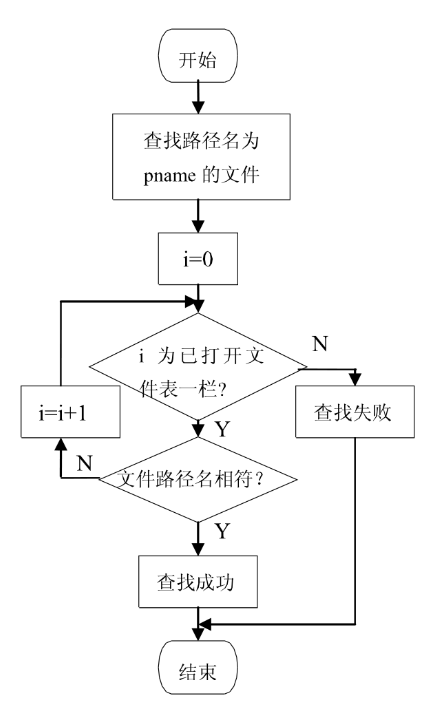 开始
查找路径名为
pname 的文件
i=0
i 为已打开文
件表一栏?
N
i=i+1
查找失败
Y
N
文件路径名相符？
Y
查找成功
结束